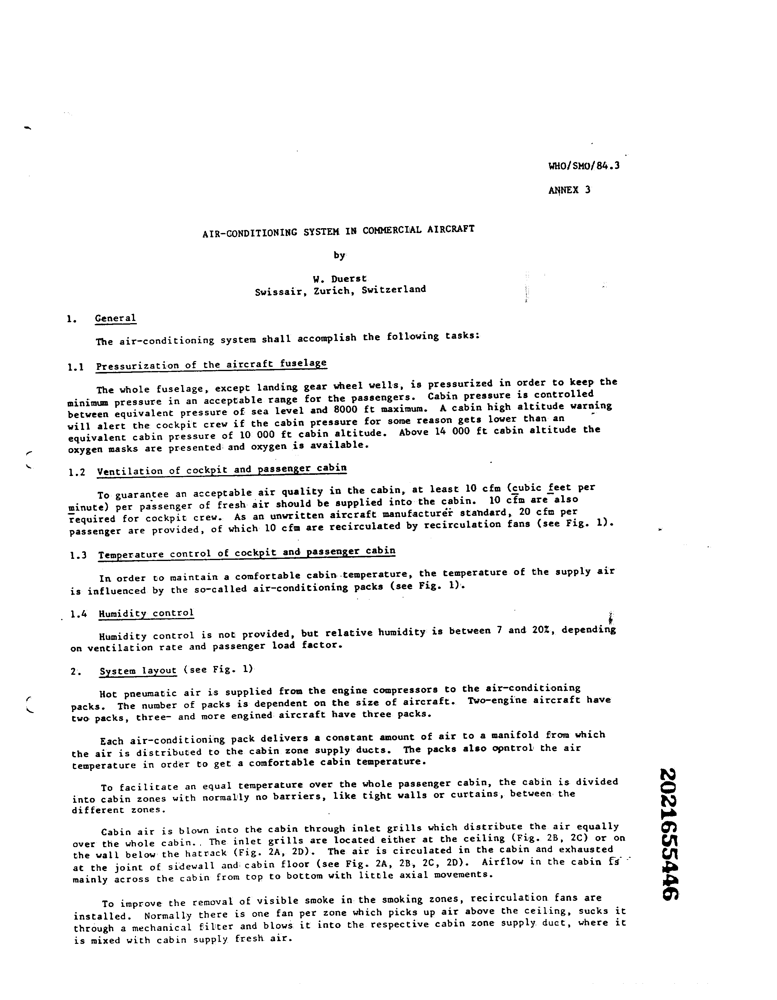 WHO/SMO/84.3
ANNEX 3
AIR-CONDITIONING SYSTEM IN COMMERCIAL AIRCRAFT
by
W. Duerst
Swissair, Zurich, Switzerland
1. General
The air-conditioning system shall accomplish the following tasks:
1.1 Pressurization of the aircraft fuselage
The whole fuselage, except landing gear wheel wells, is pressurized in order to keep the
minimum pressure in an acceptable range for the passengers. Cabin pressure is controlled
between equivalent pressure of sea level and 8000 ft maximum. A cabin high altitude warning
will alert the cockpit crew if the cabin pressure for some reason gets lower than an
equivalent cabin pressure of 10 000 ft cabin altitude. Above 14 000 ft cabin altitude the
oxygen masks are presented and oxygen is available.
1.2 Ventilation of cockpit and passenger cabin
To guarantee an acceptable air quality in the cabin, at least 10 cfm (cubic feet per
minute) per passenger of fresh air should be supplied into the cabin. 10 cfm are also
required for cockpit crew. As an unwritten aircraft manufacturer standard, 20 cfm per
passenger are provided, of which 10 cfm are recirculated by recirculation fans (see Fig. 1).
1.3 Temperature control of cockpit and passenger cabin
In order to maintain a comfortable cabin temperature, the temperature of the supply air
is influenced by the so-called air-conditioning packs (see Fig. 1).
1.4 Humidity control
Humidity control is not provided, but relative humidity is between 7 and 20%, depending
on ventilation rate and passenger load factor.
2. System layout (see Fig. 1)
Hot pneumatic air is supplied from the engine compressors to the air-conditioning
packs. The number of packs is dependent on the size of aircraft. Two-engine aircraft have
two packs, three- and more engined aircraft have three packs.
Each air-conditioning pack delivers a constant amount of air to a manifold from which
the air is distributed to the cabin zone supply ducts. The packs also opntrol the air
temperature in order to get a comfortable cabin temperature.
To facilitate an equal temperature over the whole passenger cabin, the cabin is divided
into cabin zones with normally no barriers, like tight walls or curtains, between the
different zones.
Cabin air is blown into the cabin through inlet grills which distribute the air equally
over the whole cabin.. The inlet grills are located either at the ceiling (Fig. 2B, 2C) or on
the wall below the hatrack (Fig. 2A, 2D). The air is circulated in the cabin and exhausted
at the joint of sidewall and cabin floor (see Fig. 2A, 2B, 2C, 2D). Airflow in the cabin fs
mainly across the cabin from top to bottom with little axial movements.
To improve the removal of visible smoke in the smoking zones, recirculation fans are
installed. Normally there is one fan per zone which picks up air above the ceiling, sucks it
through a mechanical filter and blows it into the respective cabin zone supply duct, where it
is mixed with cabin supply fresh air.
2021655446